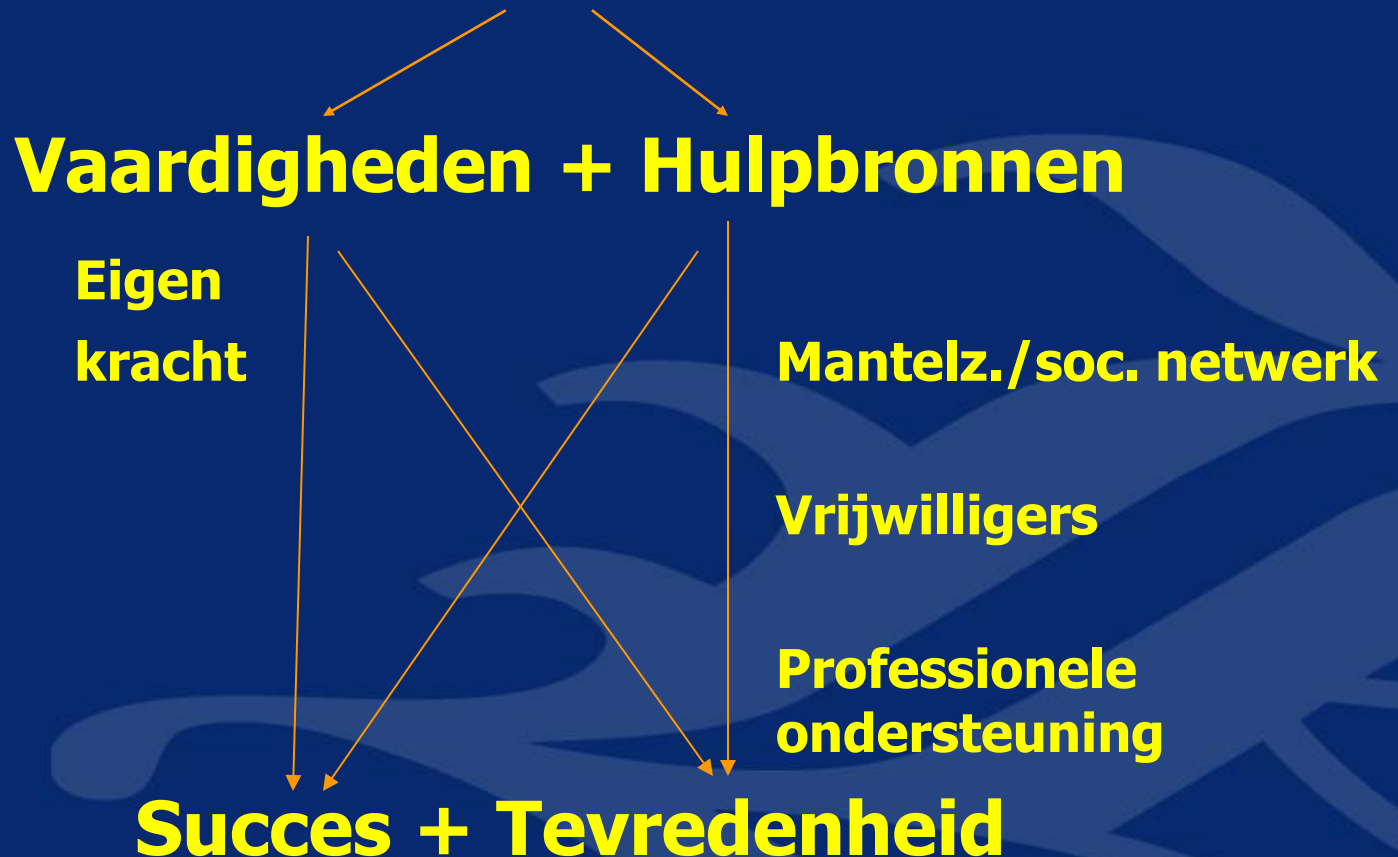 Vaardigheden + Hulpbronnen
Eigen
kracht
Mantelz./soc. netwerk
Vrijwilligers
Professionele
ondersteuning
Succes + Tevredenheid